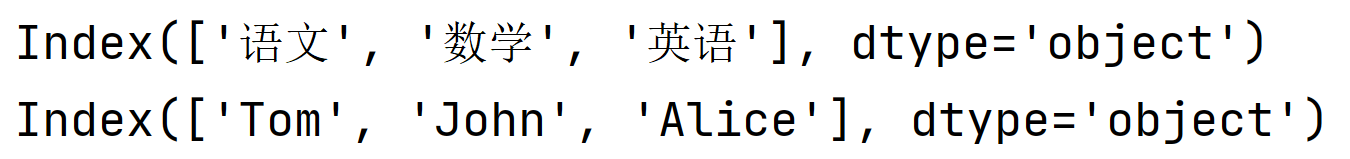 Index(['语文', '数学', '英语'], dtype='object')
Index(['Tom', 'John', 'Alice'], dtype='object')